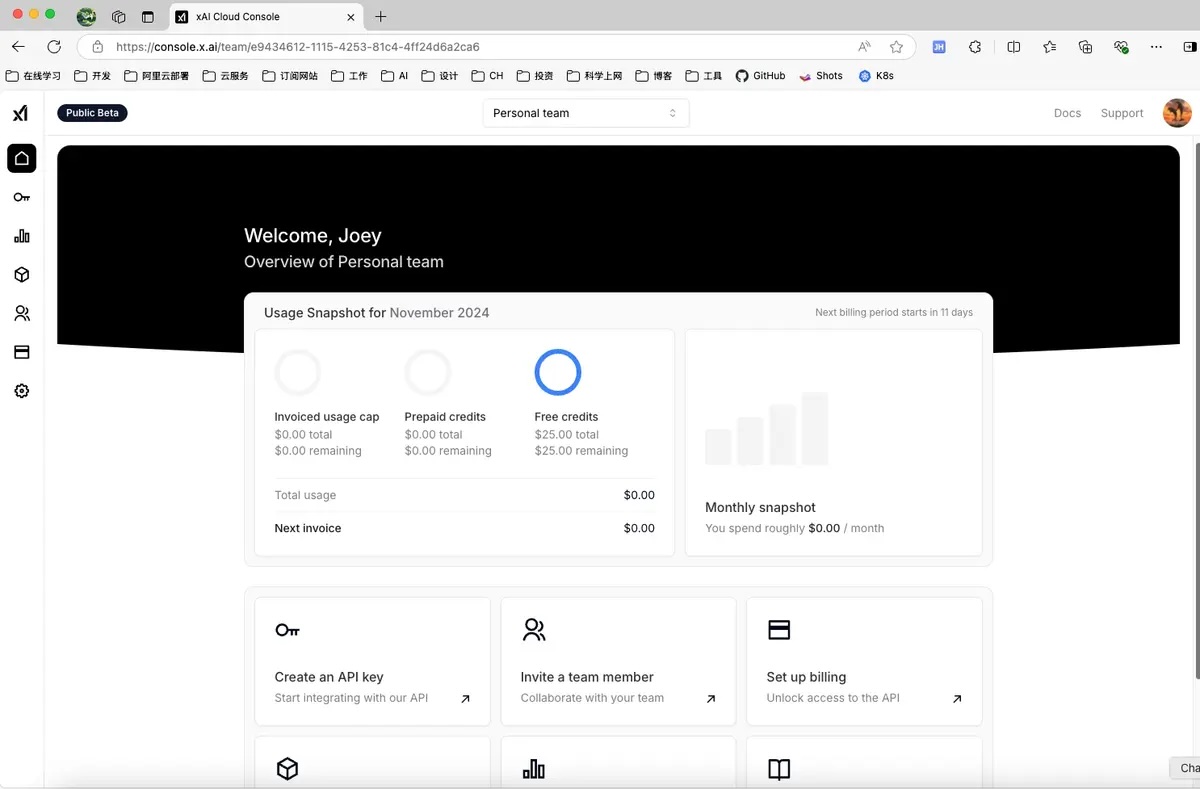 xAI Cloud Console
https://console.x.ai/team/e9434612-1115-4253-81c4-4ff24d6a2ca6
在线学习 开发 阿里云部署 云服务 订阅网站 工作 AI 设计 CH 投资 科学上网 博客 工具 GitHub Shots K8s
Public Beta
Personal team
Docs Support
Welcome, Joey
Overview of Personal team
Usage Snapshot for November 2024
Next billing period starts in 11 days
Invoiced usage cap
$0.00 total
$0.00 remaining
Prepaid credits
$0.00 total
$0.00 remaining
Free credits
$25.00 total
$25.00 remaining
Total usage $0.00
Next invoice $0.00
Monthly snapshot
You spend roughly $0.00 / month
Create an API key
Start integrating with our API
Invite a team member
Collaborate with your team
Set up billing
Unlock access to the API
Cha